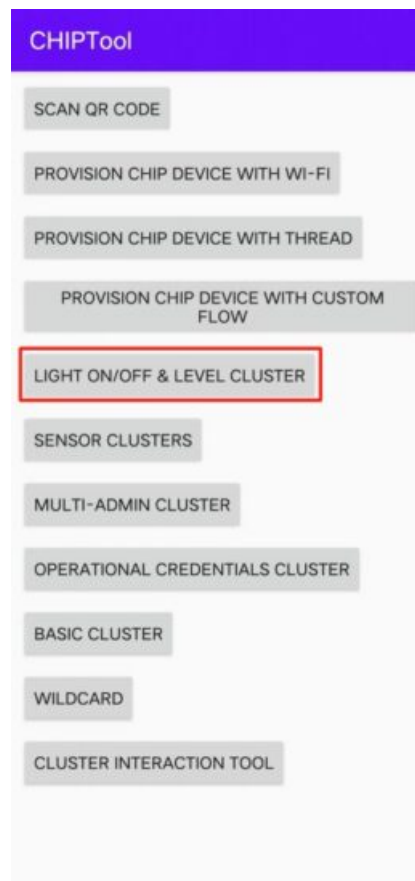 CHIPTool
SCAN QR CODE
PROVISION CHIP DEVICE WITH WI-FI
PROVISION CHIP DEVICE WITH THREAD
PROVISION CHIP DEVICE WITH CUSTOM
FLOW
LIGHT ON/OFF & LEVEL CLUSTER
SENSOR CLUSTERS
MULTI-ADMIN CLUSTER
OPERATIONAL CREDENTIALS CLUSTER
BASIC CLUSTER
WILDCARD
CLUSTER INTERACTION TOOL